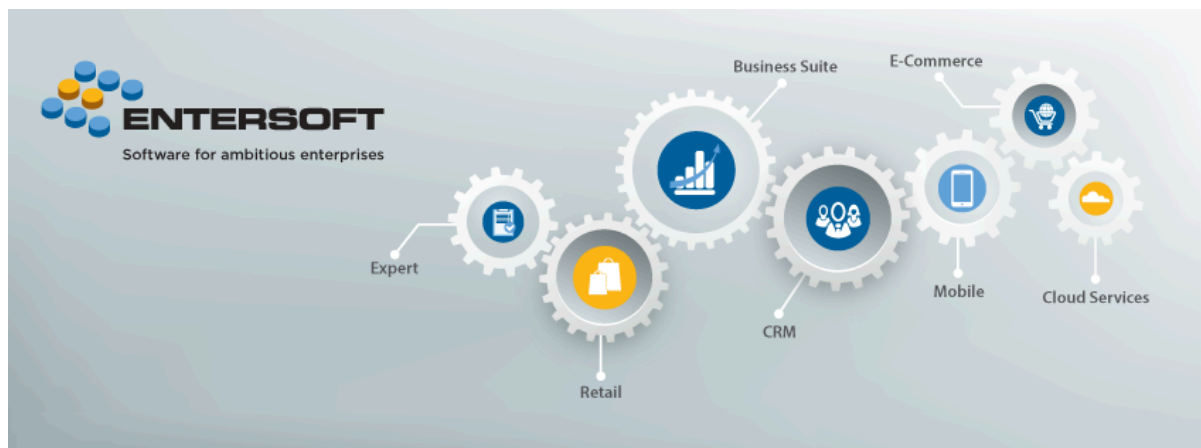 ENTERSOFT
Software for ambitious enterprises
Business Suite
E-Commerce
Expert
Retail
CRM
Mobile
Cloud Services